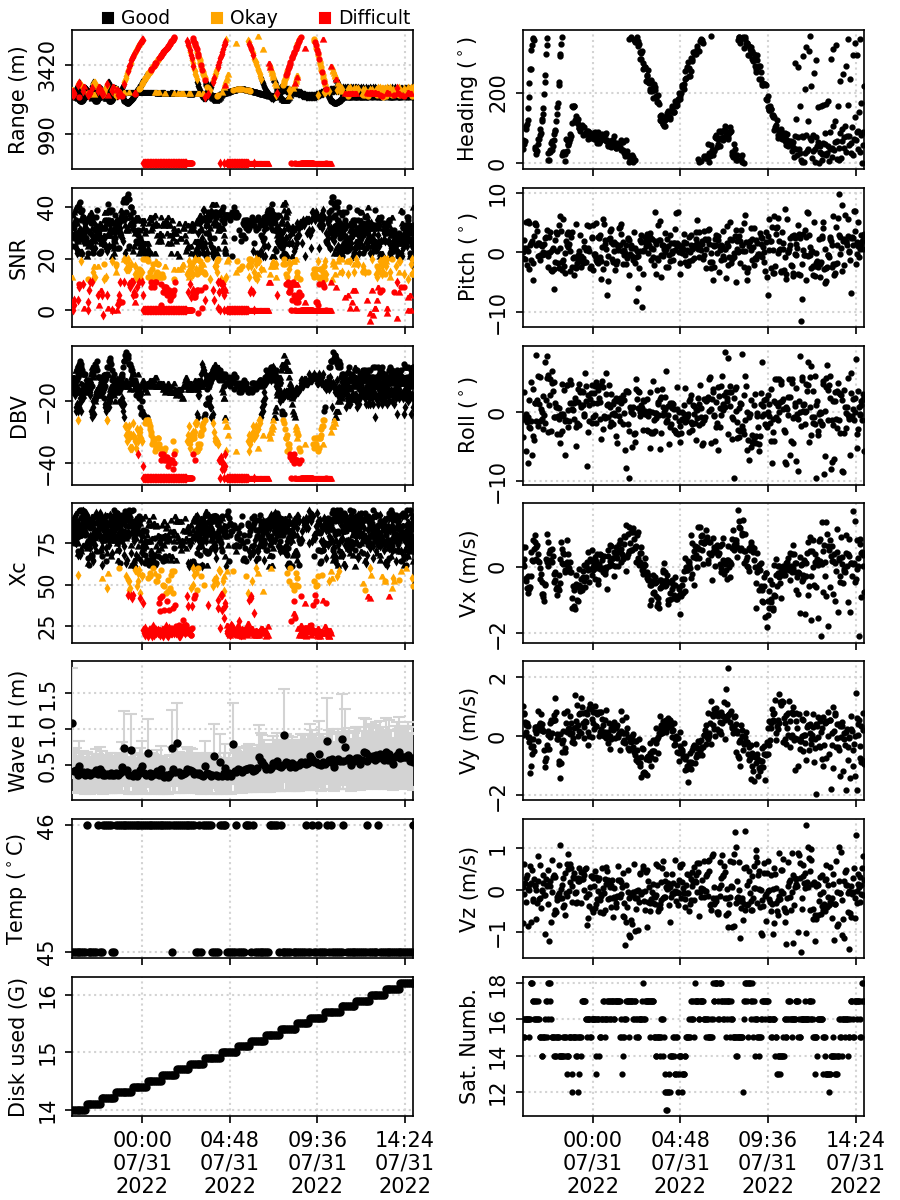 Good Okay Difficult
Range (m)
3420
990
Heading (°)
200
0
SNR
40
20
0
Pitch (°)
10
0
−10
DBV
−20
−40
Roll (°)
0
−10
Xc
75
50
25
Vx (m/s)
0
−2
Wave H (m)
1.5
1.0
0.5
Vy (m/s)
2
0
−2
Temp (°C)
46
45
Vz (m/s)
1
0
−1
Disk used (G)
16
15
14
Sat. Numb.
18
16
14
12
00:00 04:48 09:36 14:24
07/31 07/31 07/31 07/31
2022 2022 2022 2022
00:00 04:48 09:36 14:24
07/31 07/31 07/31 07/31
2022 2022 2022 2022